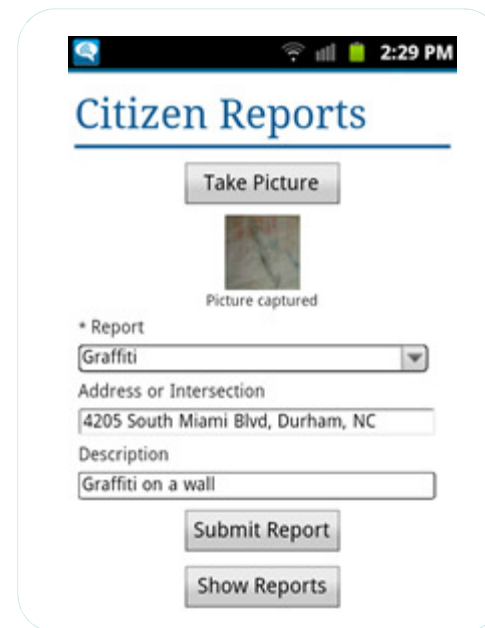 2:29 PM
Citizen Reports
Take Picture
Picture captured
* Report
Graffiti
Address or Intersection
4205 South Miami Blvd, Durham, NC
Description
Graffiti on a wall
Submit Report
Show Reports